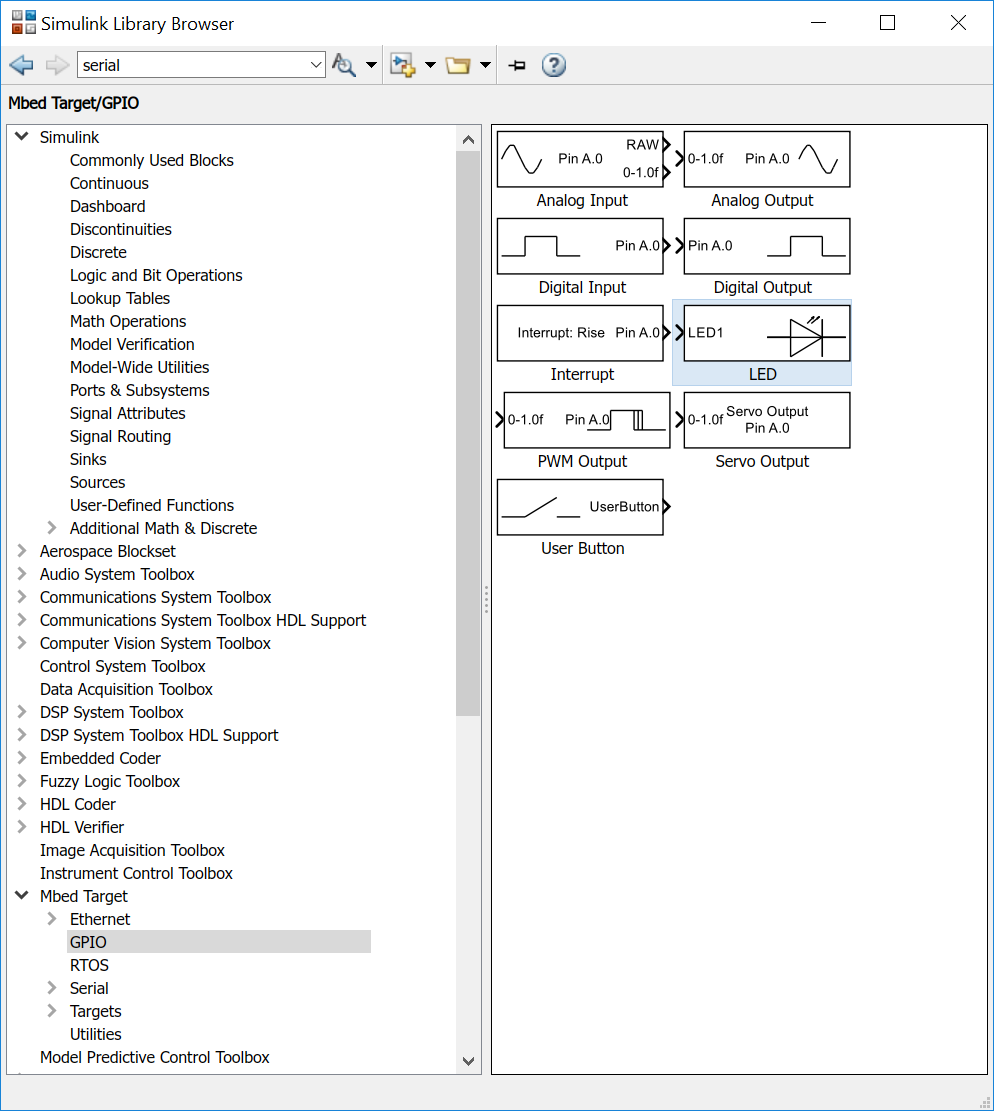 Simulink Library Browser
serial
Mbed Target/GPIO
Simulink
Commonly Used Blocks
Continuous
Dashboard
Discontinuities
Discrete
Logic and Bit Operations
Lookup Tables
Math Operations
Model Verification
Model-Wide Utilities
Ports & Subsystems
Signal Attributes
Signal Routing
Sinks
Sources
User-Defined Functions
Additional Math & Discrete
Aerospace Blockset
Audio System Toolbox
Communications System Toolbox
Communications System Toolbox HDL Support
Computer Vision System Toolbox
Control System Toolbox
Data Acquisition Toolbox
DSP System Toolbox
DSP System Toolbox HDL Support
Embedded Coder
Fuzzy Logic Toolbox
HDL Coder
HDL Verifier
Image Acquisition Toolbox
Instrument Control Toolbox
Mbed Target
Ethernet
GPIO
RTOS
Serial
Targets
Utilities
Model Predictive Control Toolbox
RAW
Pin A.0
0-1.0f
Analog Input
0-1.0f Pin A.0
Analog Output
Pin A.0
Digital Input
Pin A.0
Digital Output
Interrupt: Rise Pin A.0
Interrupt
LED1
LED
0-1.0f Pin A.0
PWM Output
0-1.0f Servo Output
Pin A.0
Servo Output
UserButton
User Button